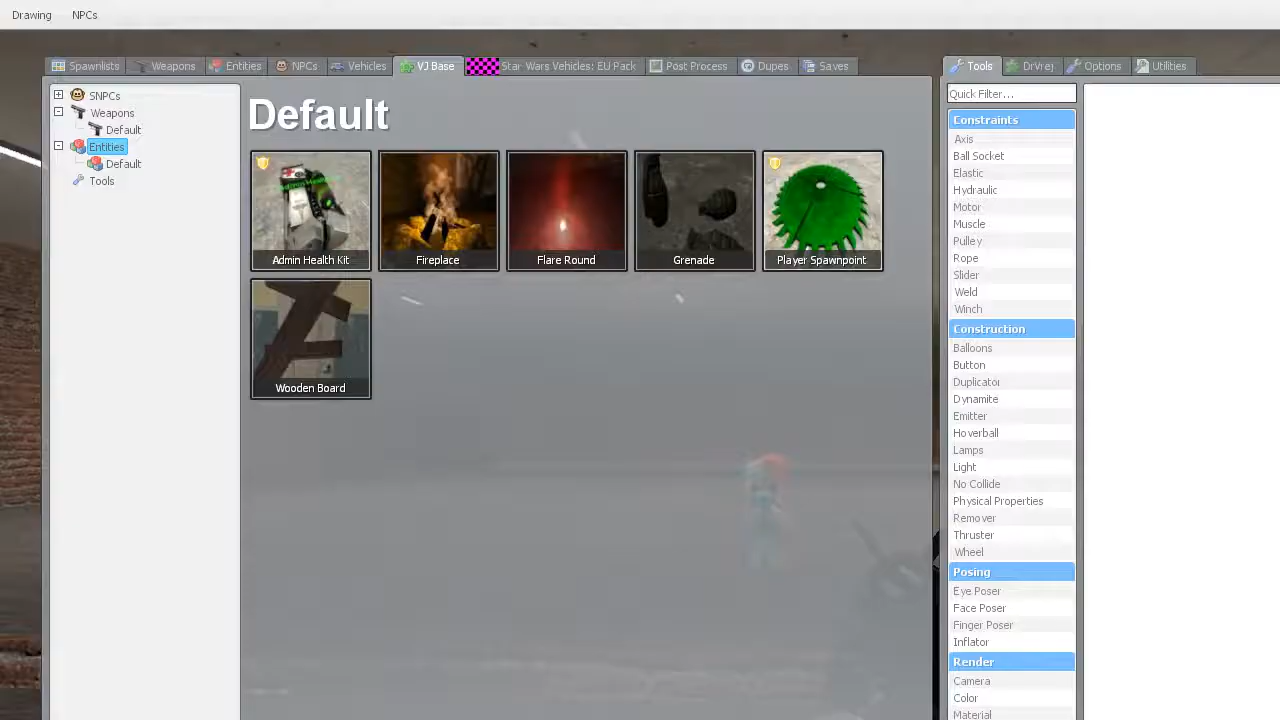 Drawing NPCs
Spawnlists Weapons Entities NPCs Vehicles VJ Base Star Wars Vehicles: EU Pack Post Process Dupes Saves
Tools DrVrej Options Utilities
SNPCs
Weapons
Default
Entities
Default
Tools
Default
Admin Health Kit
Fireplace
Flare Round
Grenade
Player Spawnpoint
Wooden Board
Quick Filter...
Constraints
Axis
Ball Socket
Elastic
Hydraulic
Motor
Muscle
Pulley
Rope
Slider
Weld
Winch
Construction
Balloons
Button
Duplicator
Dynamite
Emitter
Hoverball
Lamps
Light
No Collide
Physical Properties
Remover
Thruster
Wheel
Posing
Eye Poser
Face Poser
Finger Poser
Inflator
Render
Camera
Color
Material